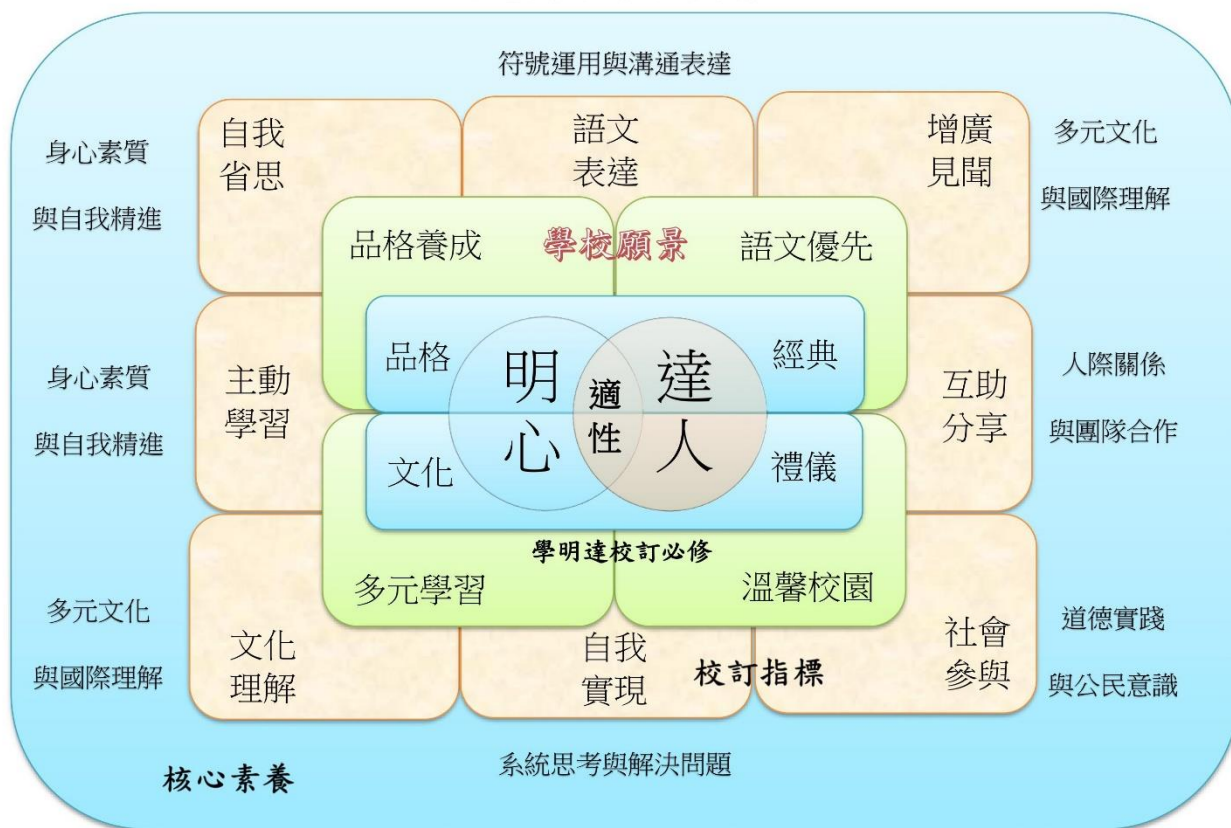 符號運用與溝通表達
身心素質
與自我精進
自我
省思
語文
表達
增廣
見聞
多元文化
與國際理解
品格養成
學校願景
語文優先
身心素質
與自我精進
主動
學習
品格
明
心
適
性
達
人
經典
文化
禮儀
互助
分享
人際關係
與團隊合作
學明達校訂必修
多元學習
溫馨校園
多元文化
與國際理解
文化
理解
自我
實現
校訂指標
社會
參與
道德實踐
與公民意識
核心素養
系統思考與解決問題